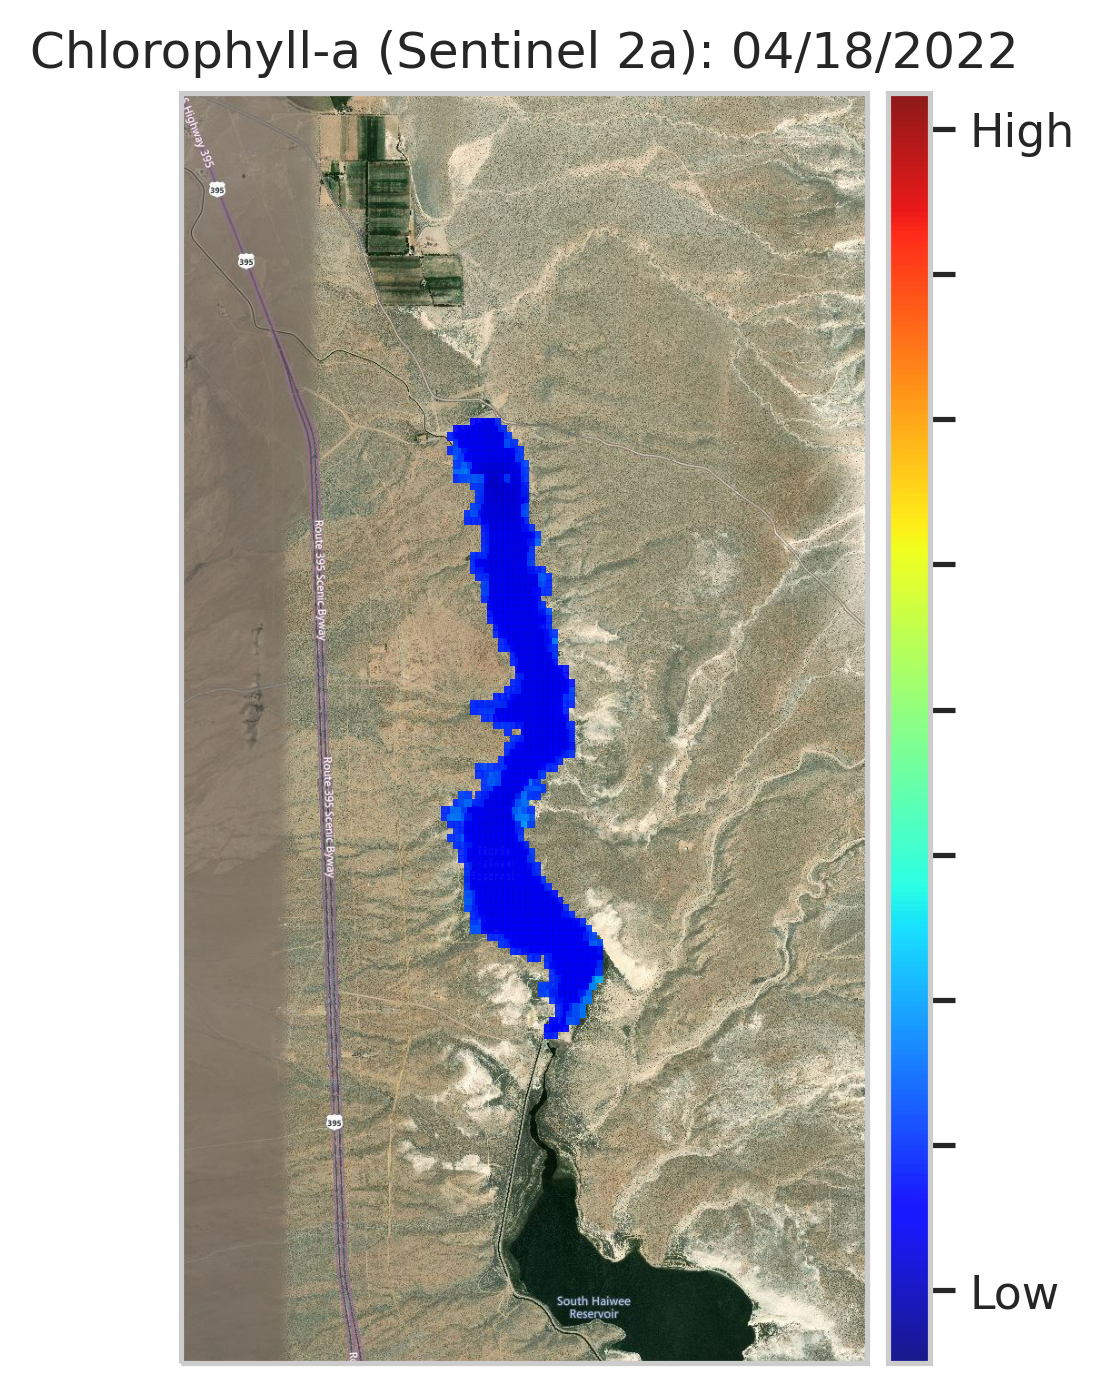 Chlorophyll-a (Sentinel 2a): 04/18/2022
High
S Highway 395
395
395
Route 395 Scenic Byway
Route 395 Scenic Byway
395
Low
South Haiwee
Reservoir
R